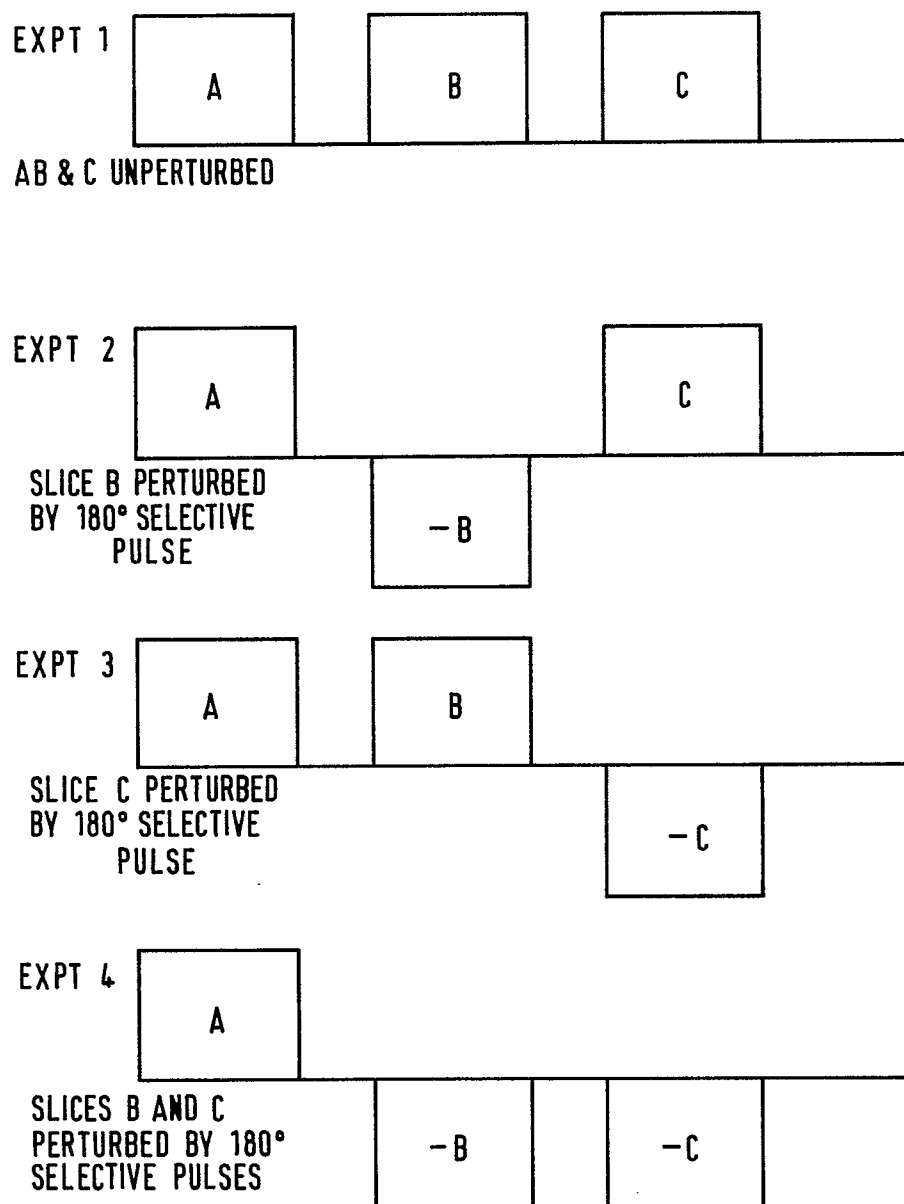 EXPT 1
A B C
AB & C UNPERTURBED
EXPT 2
A C
SLICE B PERTURBED
BY 180° SELECTIVE
PULSE
—B
EXPT 3
A B
SLICE C PERTURBED
BY 180° SELECTIVE
PULSE
—C
EXPT 4
A
SLICES B AND C
PERTURBED BY 180°
SELECTIVE PULSES
—B —C